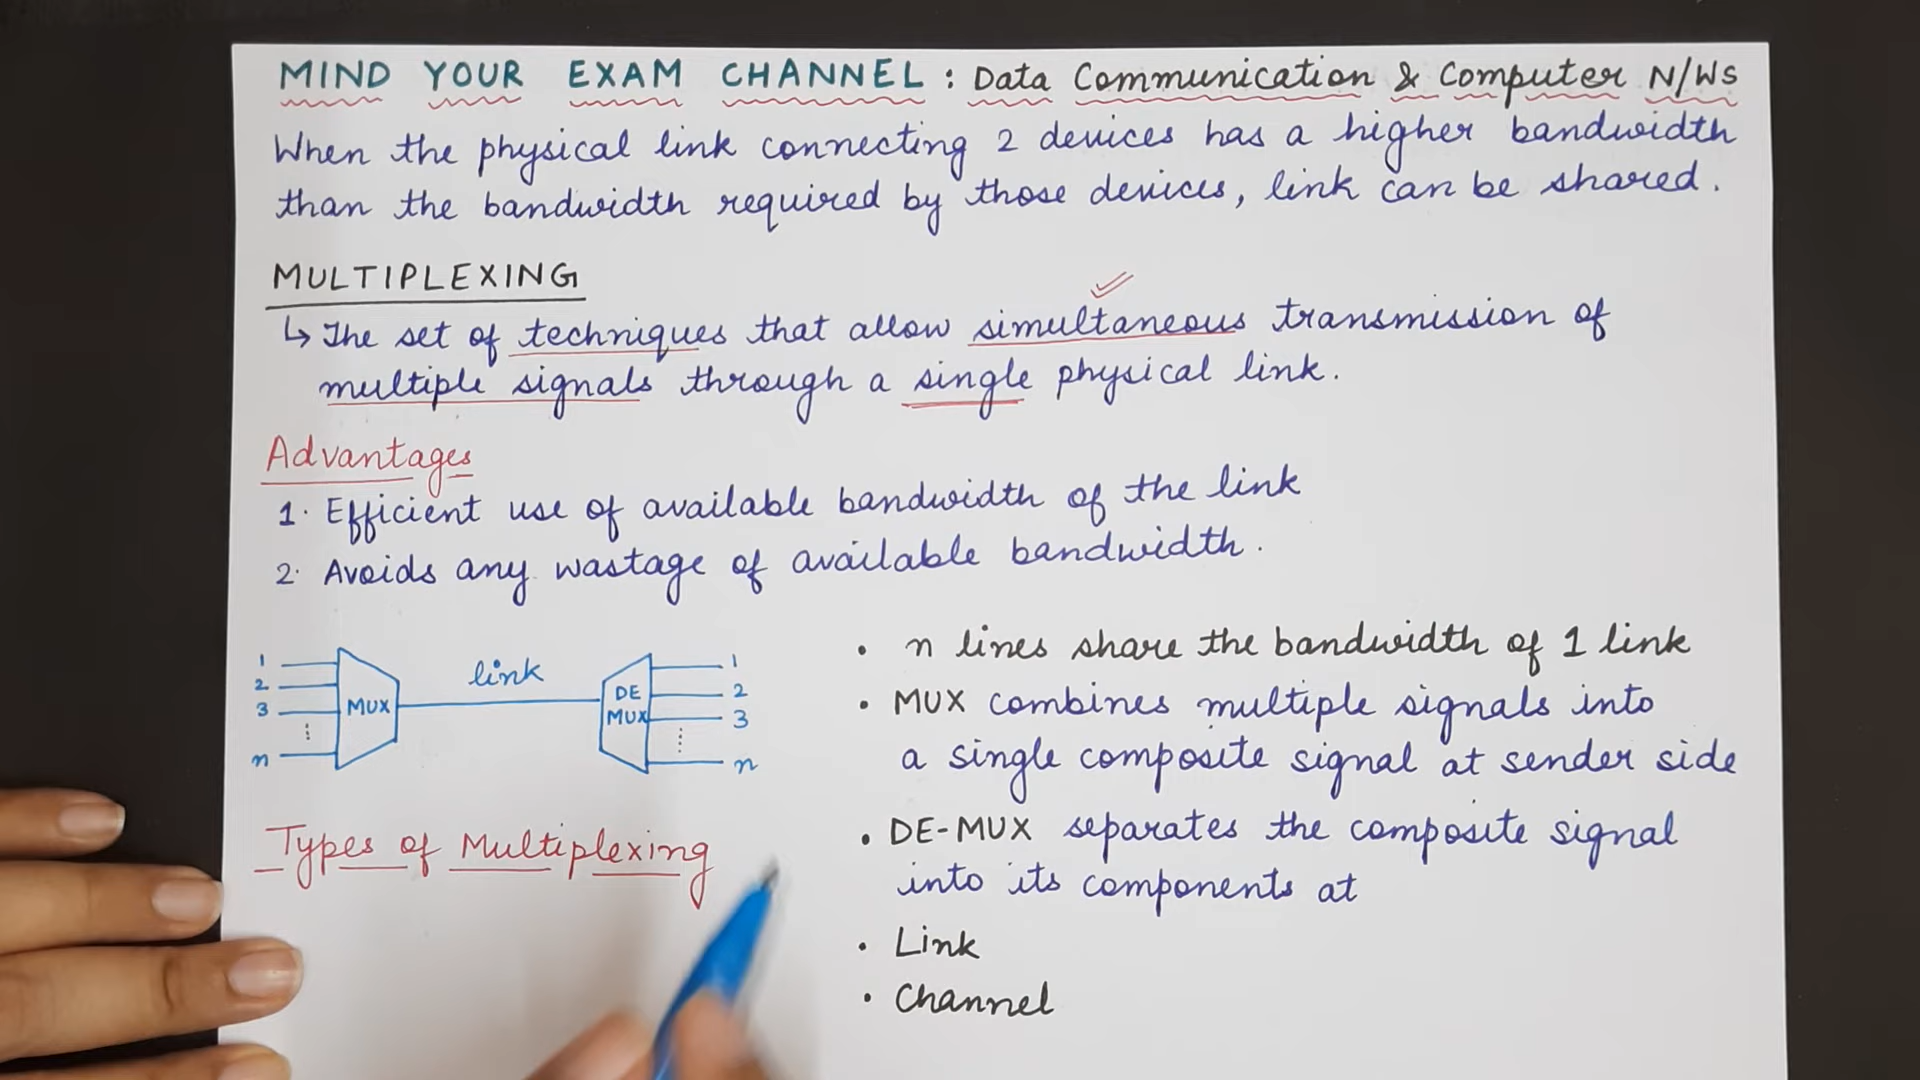 MIND YOUR EXAM CHANNEL : Data Communication & Computer N/Ws
When the physical link connecting 2 devices has a higher bandwidth
than the bandwidth required by those devices, link can be shared.
MULTIPLEXING
↳ The set of techniques that allow simultaneous transmission of
multiple signals through a single physical link.
Advantages
1. Efficient use of available bandwidth of the link
2. Avoids any wastage of available bandwidth.
1
2
3
n
MUX
link
DE
MUX
1
2
3
n
• n lines share the bandwidth of 1 link
• MUX combines multiple signals into
a single composite signal at sender side
• DE-MUX separates the composite signal
into its components at
• Link
• Channel
Types of Multiplexing